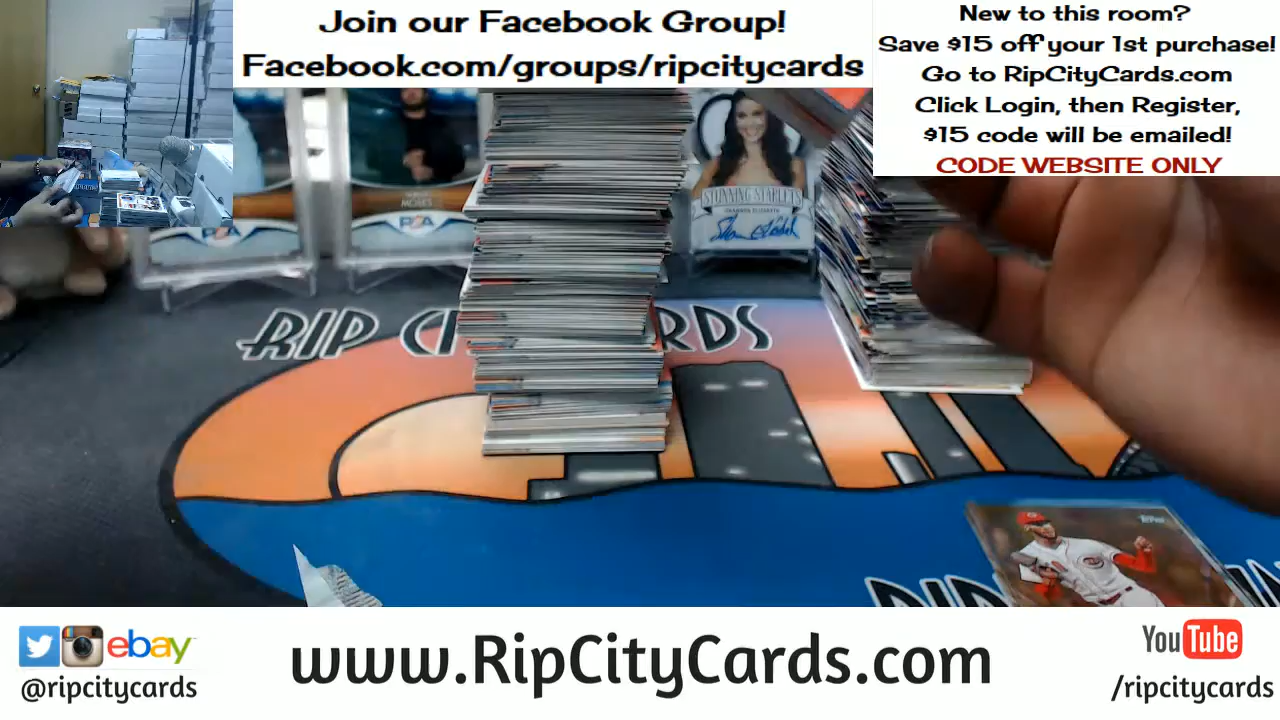 Join our Facebook Group!
Facebook.com/groups/ripcitycards
New to this room?
Save $15 off your 1st purchase!
Go to RipCityCards.com
Click Login, then Register,
$15 code will be emailed!
CODE WEBSITE ONLY
STUNNING STARLETS
RIP
RDS
Topps
ebay
@ripcitycards
www.RipCityCards.com
YouTube
/ripcitycards